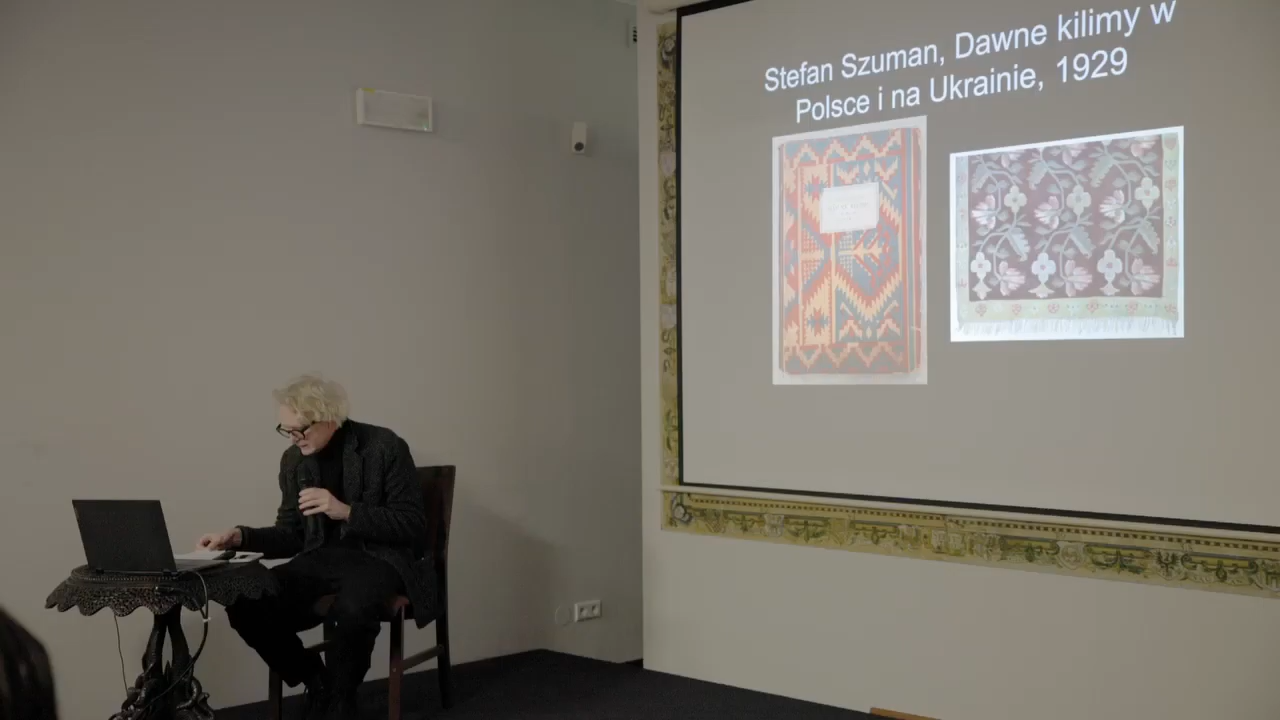 Stefan Szuman, Dawne kilimy w
Polsce i na Ukrainie, 1929